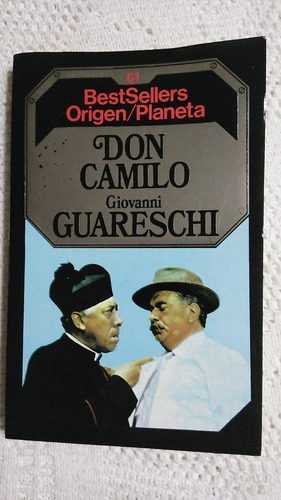 61
BestSellers
Origen/Planeta
DON
CAMILO
Giovanni
GUARESCHI